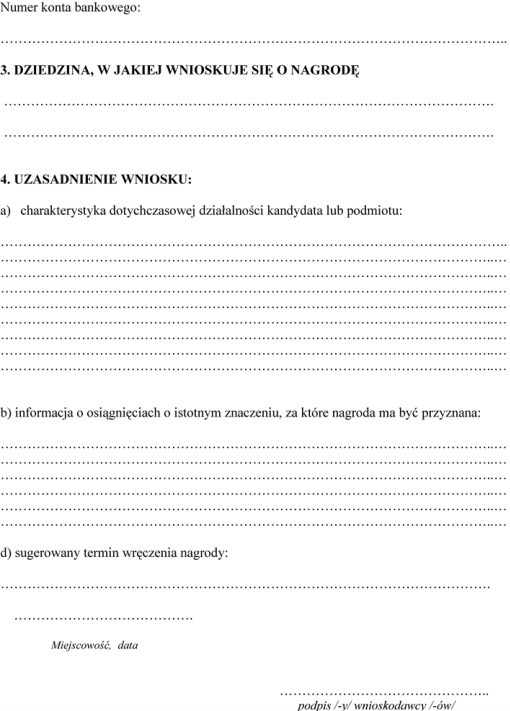 Numer konta bankowego:
…………………………………………………………………………………………………..
3. DZIEDZINA, W JAKIEJ WNIOSKUJE SIĘ O NAGRODĘ
……………………………………………………………………………………………….
……………………………………………………………………………………………….
4. UZASADNIENIE WNIOSKU:
a) charakterystyka dotychczasowej działalności kandydata lub podmiotu:
…………………………………………………………………………………………………..
………………………………………………………………………………………………..…
………………………………………………………………………………………………..…
………………………………………………………………………………………………..…
………………………………………………………………………………………………..…
………………………………………………………………………………………………..…
………………………………………………………………………………………………..…
………………………………………………………………………………………………..…
………………………………………………………………………………………………..…
b) informacja o osiągnięciach o istotnym znaczeniu, za które nagroda ma być przyznana:
………………………………………………………………………………………………..…
………………………………………………………………………………………………..…
………………………………………………………………………………………………..…
………………………………………………………………………………………………..…
………………………………………………………………………………………………..…
………………………………………………………………………………………………..…
d) sugerowany termin wręczenia nagrody:
……………………………………………………………………………………………….
………………………………….
Miejscowość, data
………………………………………..
podpis /-y/ wnioskodawcy /-ów/